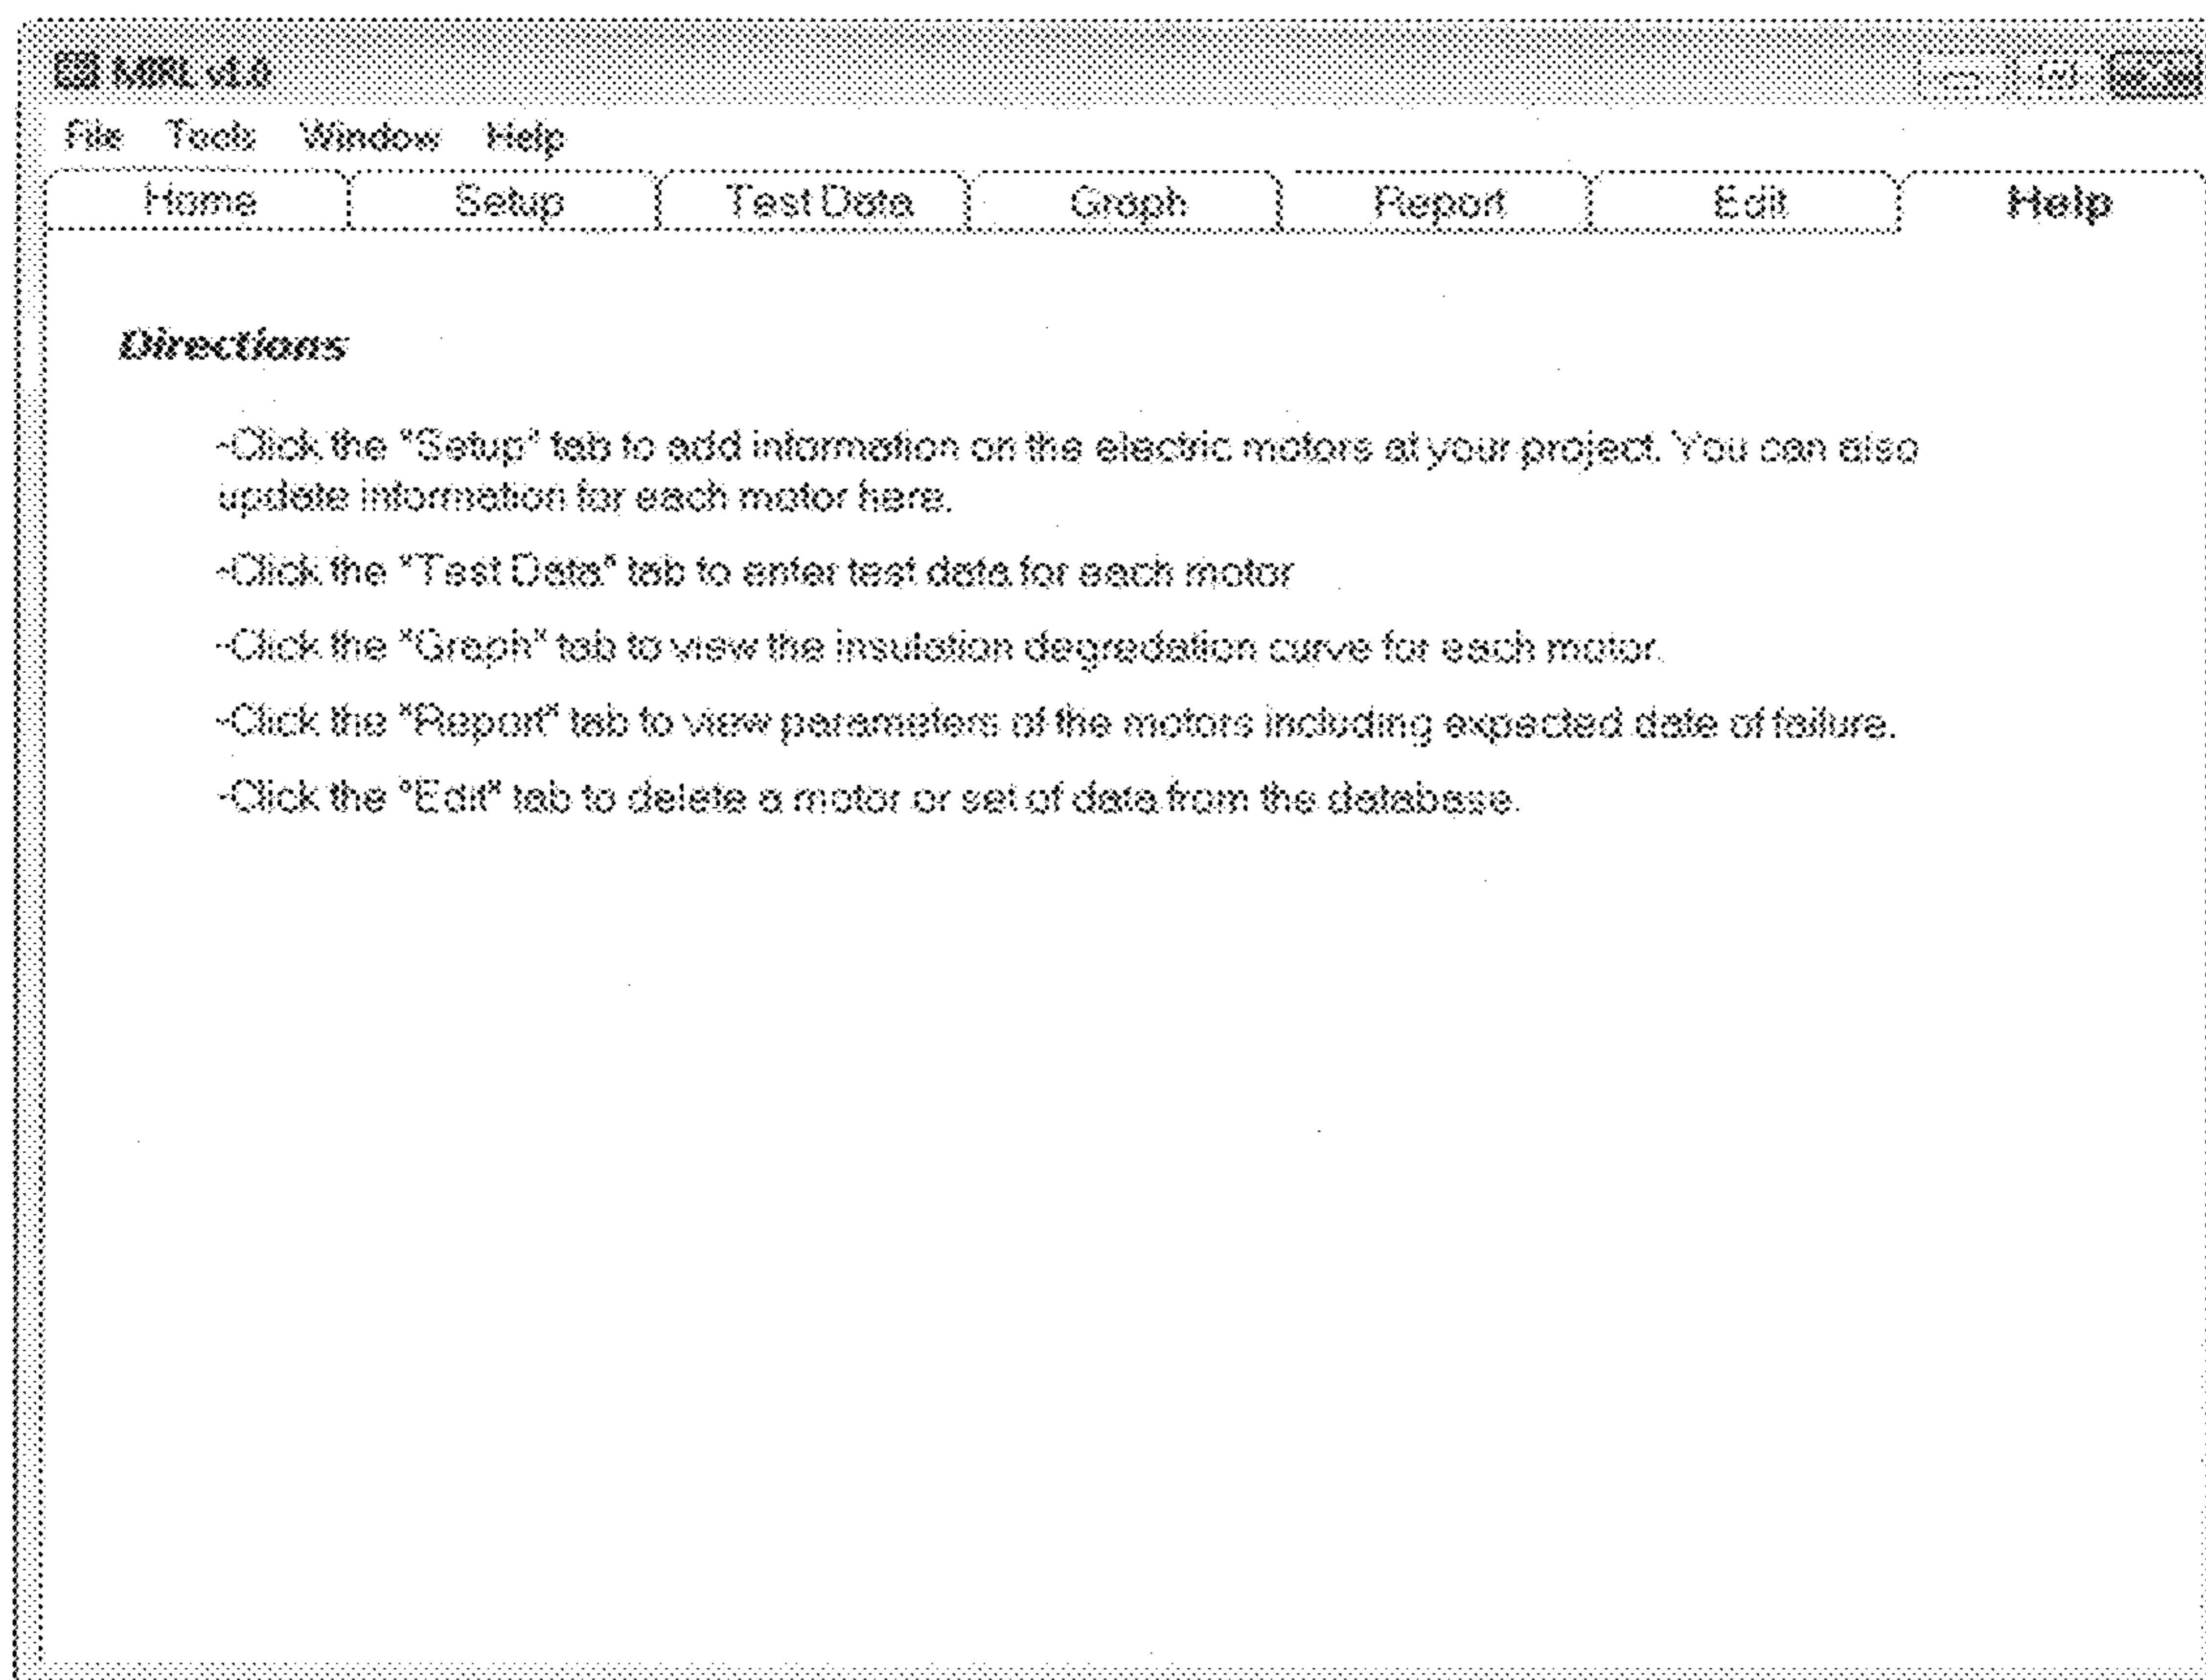 MIRL v1.0
File Tools Window Help
Home Setup Test Data Graph Report Edit Help
Directions
-Click the "Setup" tab to add information on the electric motors at your project. You can also
update information for each motor here.
-Click the "Test Data" tab to enter test data for each motor
-Click the "Graph" tab to view the insulation degredation curve for each motor.
-Click the "Report" tab to view parameters of the motors including expected date of failure.
-Click the "Edit" tab to delete a motor or set of data from the database.